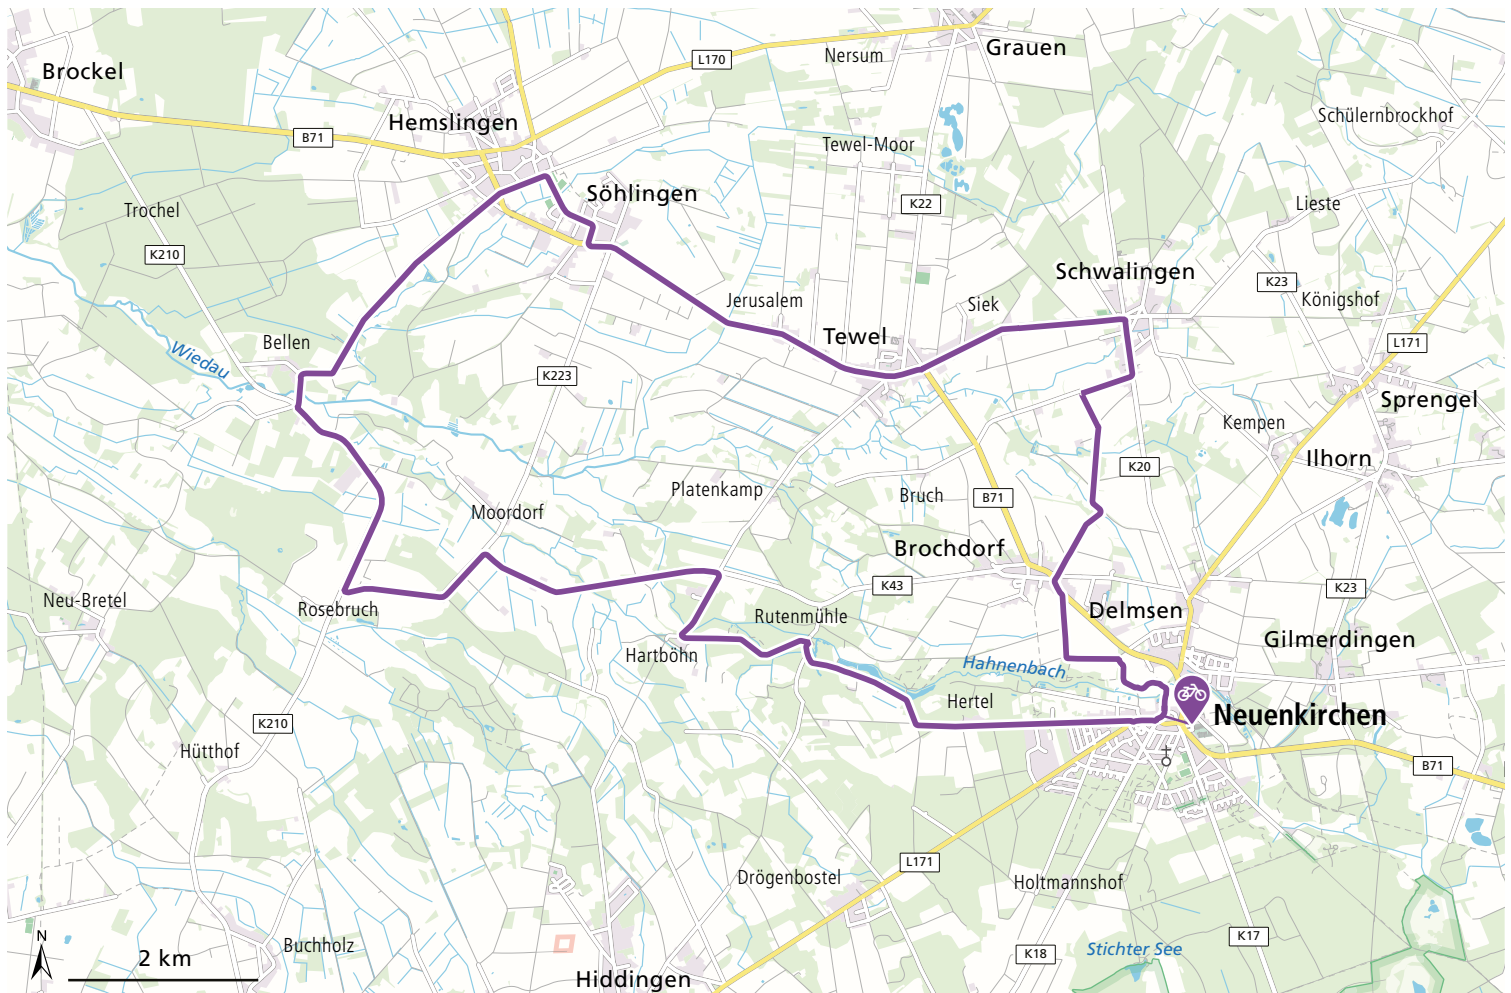 Grauen
Nersum
L170
Brockel
Schülernbrockhof
Hemslingen
B71
Tewel-Moor
Söhlingen
Lieste
K22
Trochel
K210
Schwalingen
K23
Königshof
Jerusalem
Siek
Tewel
Bellen
L171
Wiedau
K223
Sprengel
Kempen
Ilhorn
K20
Platenkamp
Bruch
B71
Moordorf
Brochdorf
K43
K23
Neu-Bretel
Rosebruch
Delmsen
Rutenmühle
Gilmerdingen
Hartböhn
Hahnenbach
Hertel
Neuenkirchen
K210
Hütthof
B71
L171
Drögenbostel
Holtmannshof
N
Buchholz
K17
Stichter See
K18
2 km
Hiddingen